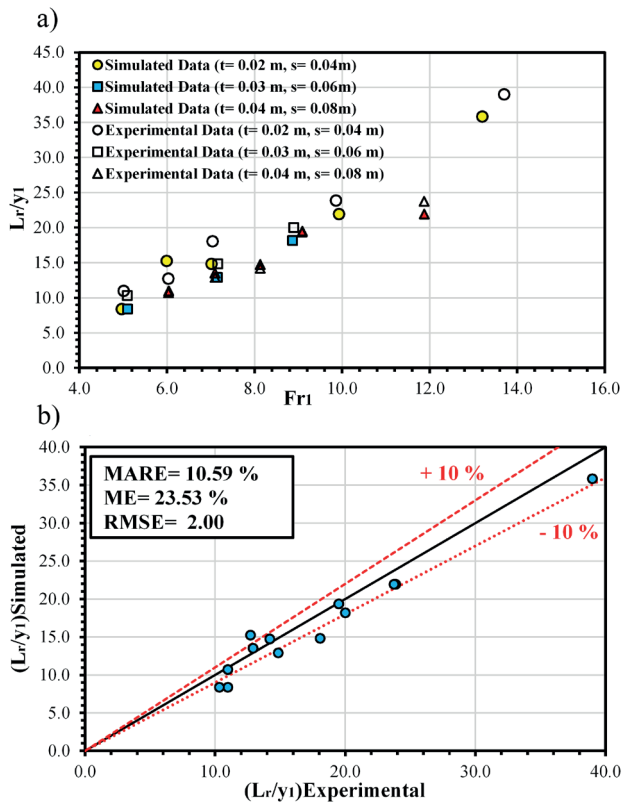 a)
45.0
40.0
35.0
30.0
25.0
20.0
15.0
10.0
5.0
0.0
Lr/y1
Simulated Data (t= 0.02 m, s= 0.04m)
Simulated Data (t= 0.03 m, s= 0.06m)
Simulated Data (t= 0.04 m, s= 0.08m)
Experimental Data (t= 0.02 m, s= 0.04 m)
Experimental Data (t= 0.03 m, s= 0.06 m)
Experimental Data (t= 0.04 m, s= 0.08 m)
4.0 6.0 8.0 10.0 12.0 14.0 16.0
Fr1
b)
40.0
35.0
30.0
25.0
20.0
15.0
10.0
5.0
0.0
(Lr/y1)Simulated
MARE= 10.59 %
ME= 23.53 %
RMSE= 2.00
+ 10 %
- 10 %
0.0 10.0 20.0 30.0 40.0
(Lr/y1)Experimental